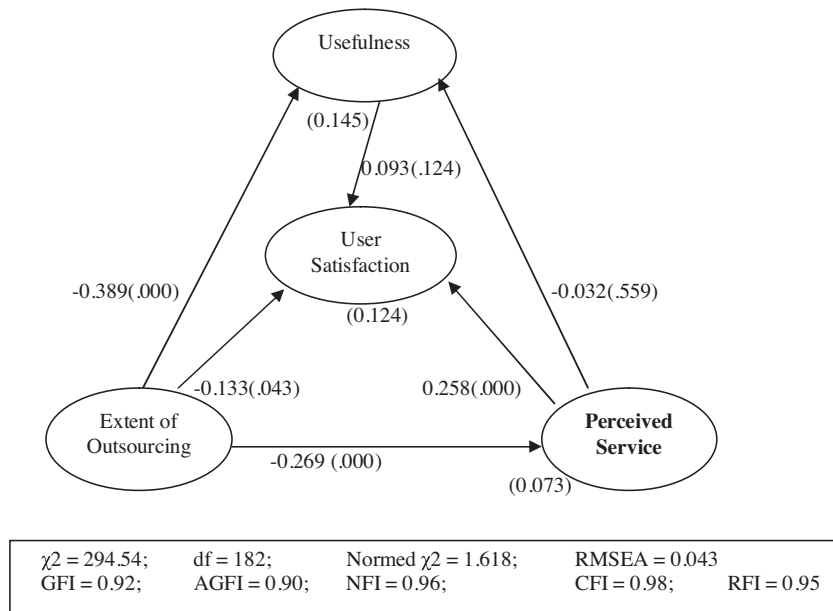 Usefulness
(0.145)
0.093(.124)
User
Satisfaction
-0.389(.000)
-0.032(.559)
(0.124)
-0.133(.043)
0.258(.000)
Extent of
Outsourcing
Perceived
Service
-0.269 (.000)
(0.073)
χ2 = 294.54; df = 182; Normed χ2 = 1.618; RMSEA = 0.043
GFI = 0.92; AGFI = 0.90; NFI = 0.96; CFI = 0.98; RFI = 0.95